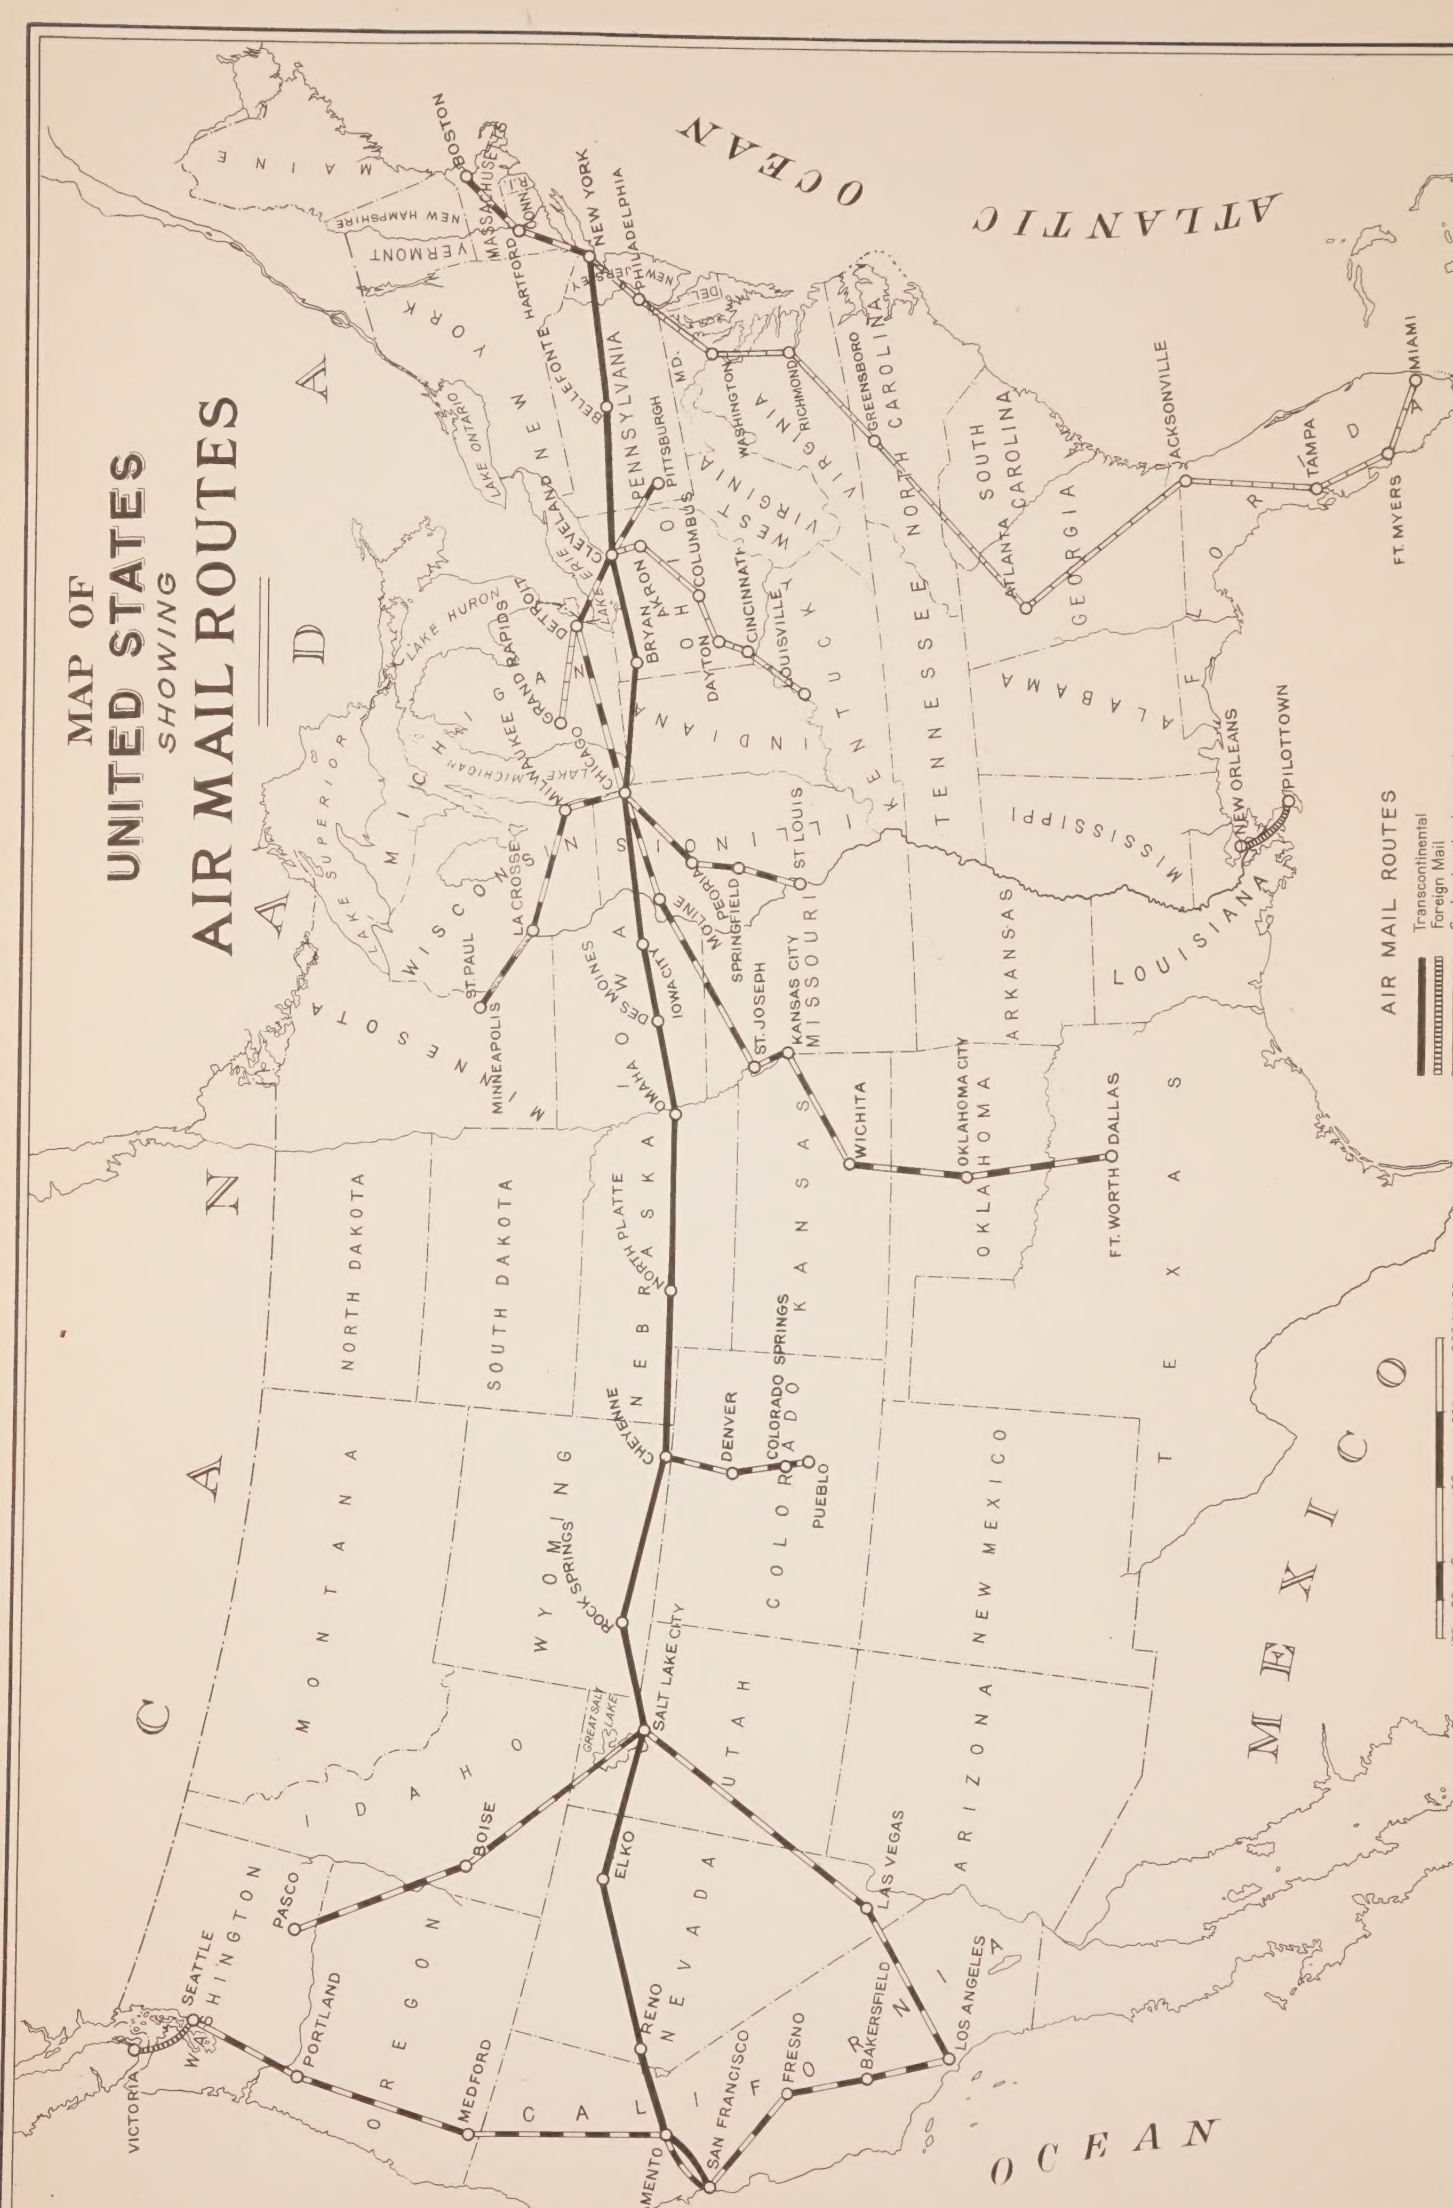 MAP OF
UNITED STATES
SHOWING
AIR MAIL ROUTES
CANADA
MEXICO
ATLANTIC OCEAN
OCEAN
LAKE SUPERIOR
LAKE MICHIGAN
LAKE HURON
LAKE ERIE
LAKE ONTARIO
GREAT SALT LAKE
WASHINGTON
OREGON
CALIFORNIA
NEVADA
IDAHO
MONTANA
WYOMING
UTAH
ARIZONA
COLORADO
NEW MEXICO
NORTH DAKOTA
SOUTH DAKOTA
NEBRASKA
KANSAS
OKLAHOMA
TEXAS
MINNESOTA
IOWA
MISSOURI
ARKANSAS
LOUISIANA
WISCONSIN
ILLINOIS
MICHIGAN
INDIANA
OHIO
KENTUCKY
TENNESSEE
MISSISSIPPI
ALABAMA
GEORGIA
FLOR
SOUTH CAROLINA
NORTH CAROLINA
VIRGINIA
WEST VIRGINIA
MD.
DEL
NEW JERSEY
PENNSYLVANIA
NEW YORK
CONN
R.I.
MASSACHUSETTS
VERMONT
NEW HAMPSHIRE
MAINE
VICTORIA
SEATTLE
PASCO
PORTLAND
MEDFORD
BOISE
MENTO
SAN FRANCISCO
RENO
ELKO
FRESNO
BAKERSFIELD
LOS ANGELES
LAS VEGAS
SALT LAKE CITY
ROCK SPRINGS
CHEYENNE
DENVER
COLORADO SPRINGS
PUEBLO
NORTH PLATTE
OMAHA
DES MOINES
IOWA CITY
MOLINE
ST. JOSEPH
KANSAS CITY
WICHITA
OKLAHOMA CITY
FT. WORTH
DALLAS
MINNEAPOLIS
ST. PAUL
LA CROSSE
MILWAUKEE
CHICAGO
PEORIA
SPRINGFIELD
ST LOUIS
GRAND RAPIDS
DETROIT
BRYAN
CLEVELAND
AKRON
COLUMBUS
DAYTON
CINCINNATI
LOUISVILLE
PITTSBURGH
BELLEFONTE
NEW YORK
HARTFORD
BOSTON
PHILADELPHIA
WASHINGTON
RICHMOND
GREENSBORO
ATLANTA
JACKSONVILLE
TAMPA
FT. MYERS
MIAMI
NEW ORLEANS
PILOTTOWN
AIR MAIL ROUTES
Transcontinental
Foreign Mail